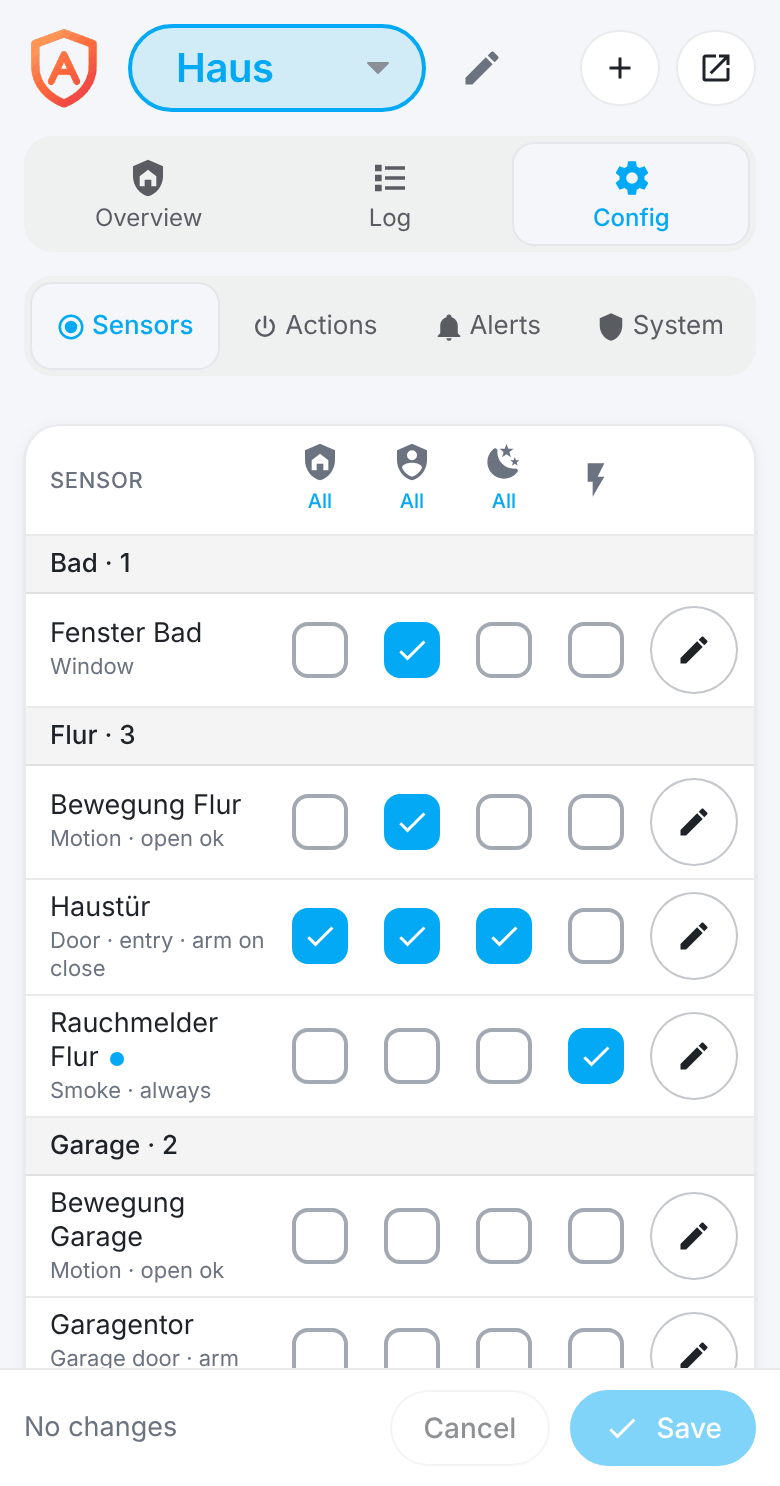 Haus
Overview
Log
Config
Sensors
Actions
Alerts
System
SENSOR
All
All
All
Bad · 1
Fenster Bad
Window
Flur · 3
Bewegung Flur
Motion · open ok
Haustür
Door · entry · arm on
close
Rauchmelder
Flur
Smoke · always
Garage · 2
Bewegung
Garage
Motion · open ok
Garagentor
Garage door · arm
No changes
Cancel
Save